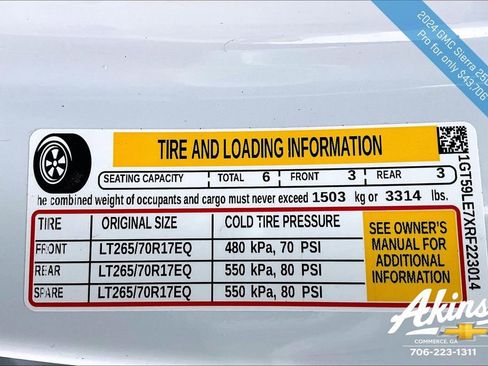 2024 GMC Sierra 250
Pro for only $43,706
TIRE AND LOADING INFORMATION
SEATING CAPACITY TOTAL 6 FRONT 3 REAR 3
he combined weight of occupants and cargo must never exceed 1503 kg or 3314 lbs.
TIRE ORIGINAL SIZE COLD TIRE PRESSURE
FRONT LT265/70R17EQ 480 kPa, 70 PSI
REAR LT265/70R17EQ 550 kPa, 80 PSI
SPARE LT265/70R17EQ 550 kPa, 80 PSI
SEE OWNER'S
MANUAL FOR
ADDITIONAL
INFORMATION
1GT59LE7XRF223014
Akins
COMMERCE, GA
706-223-1311